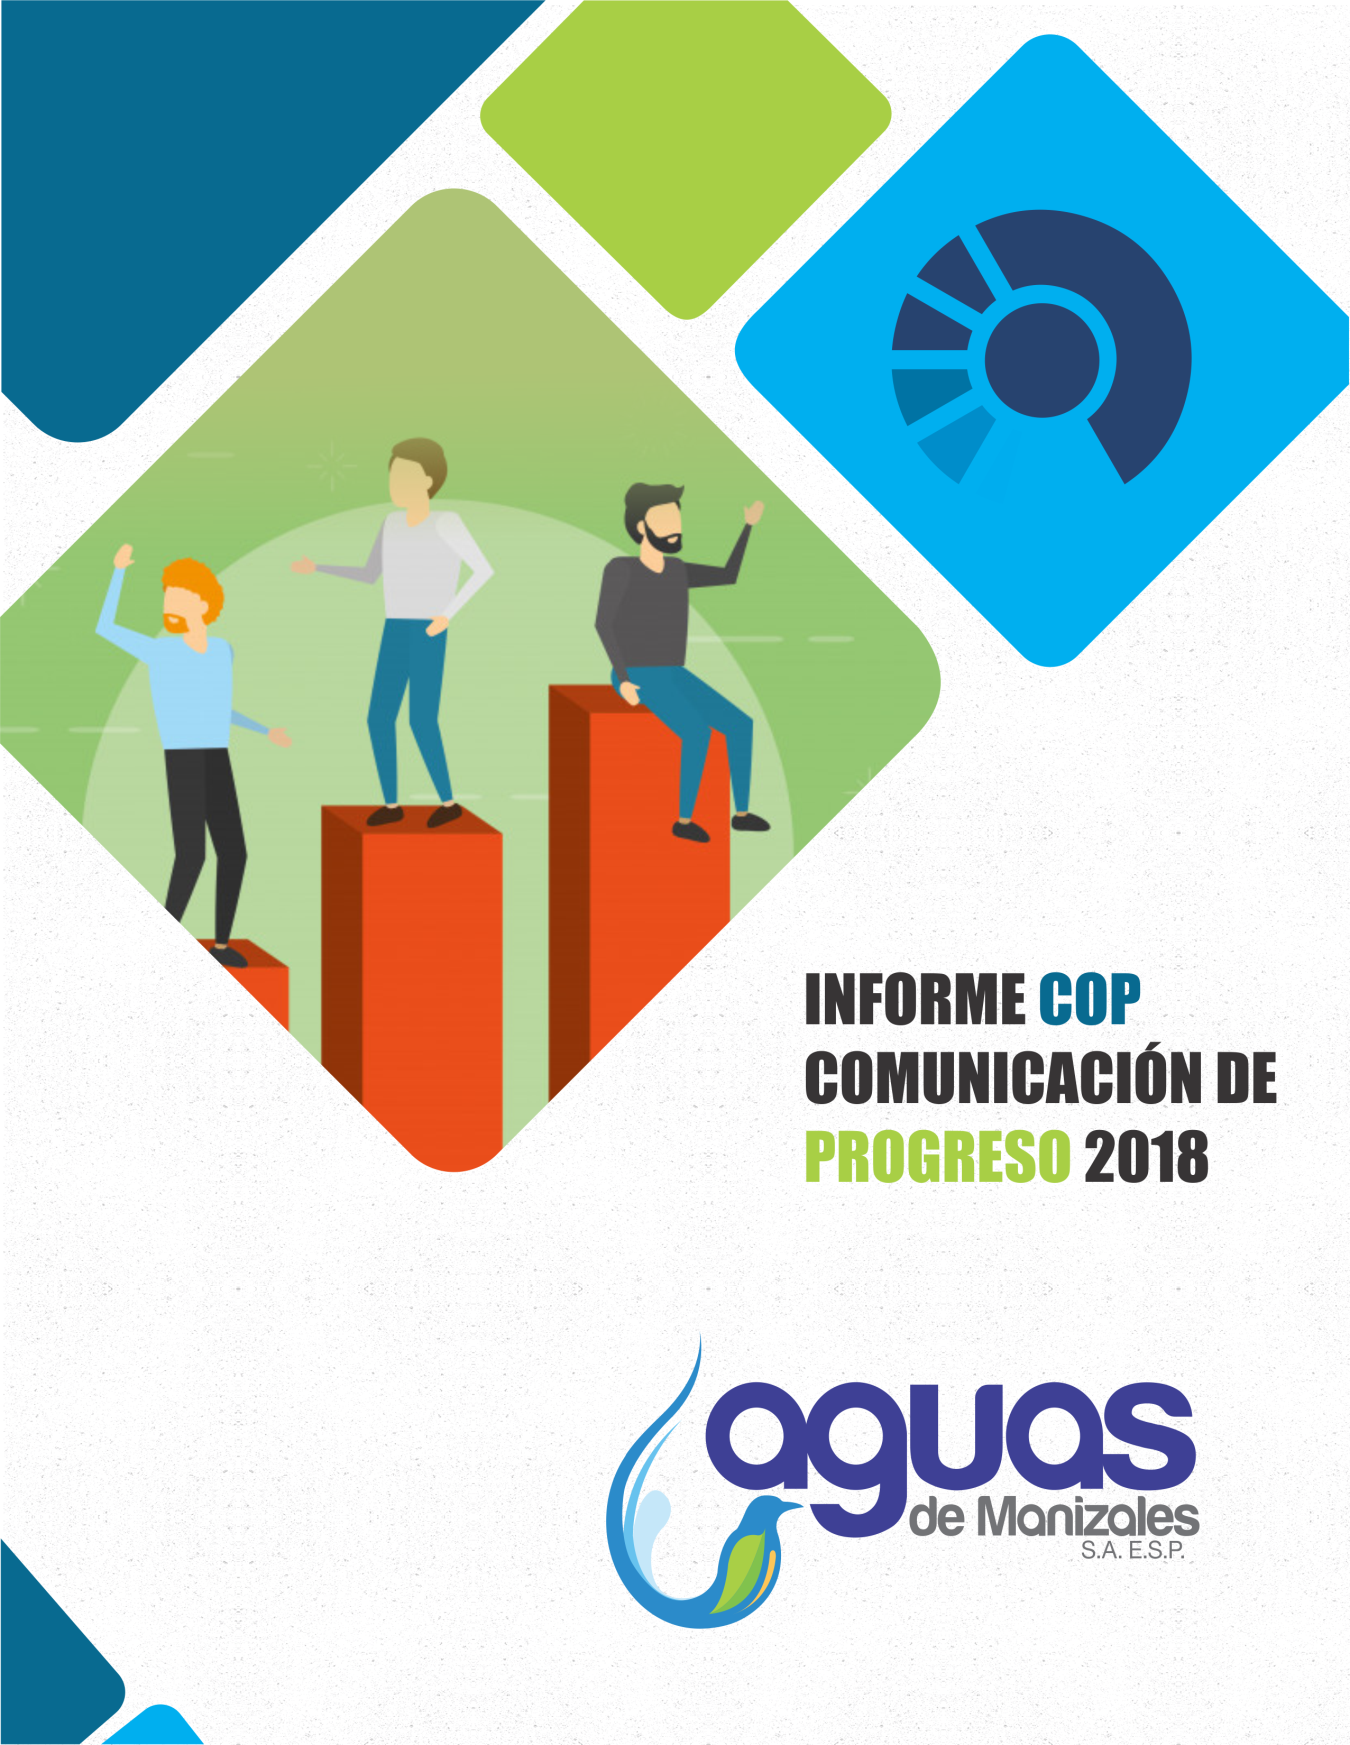 INFORME COP
COMUNICACIÓN DE
PROGRESO 2018
aguas
de Manizales
S.A. E.S.P.